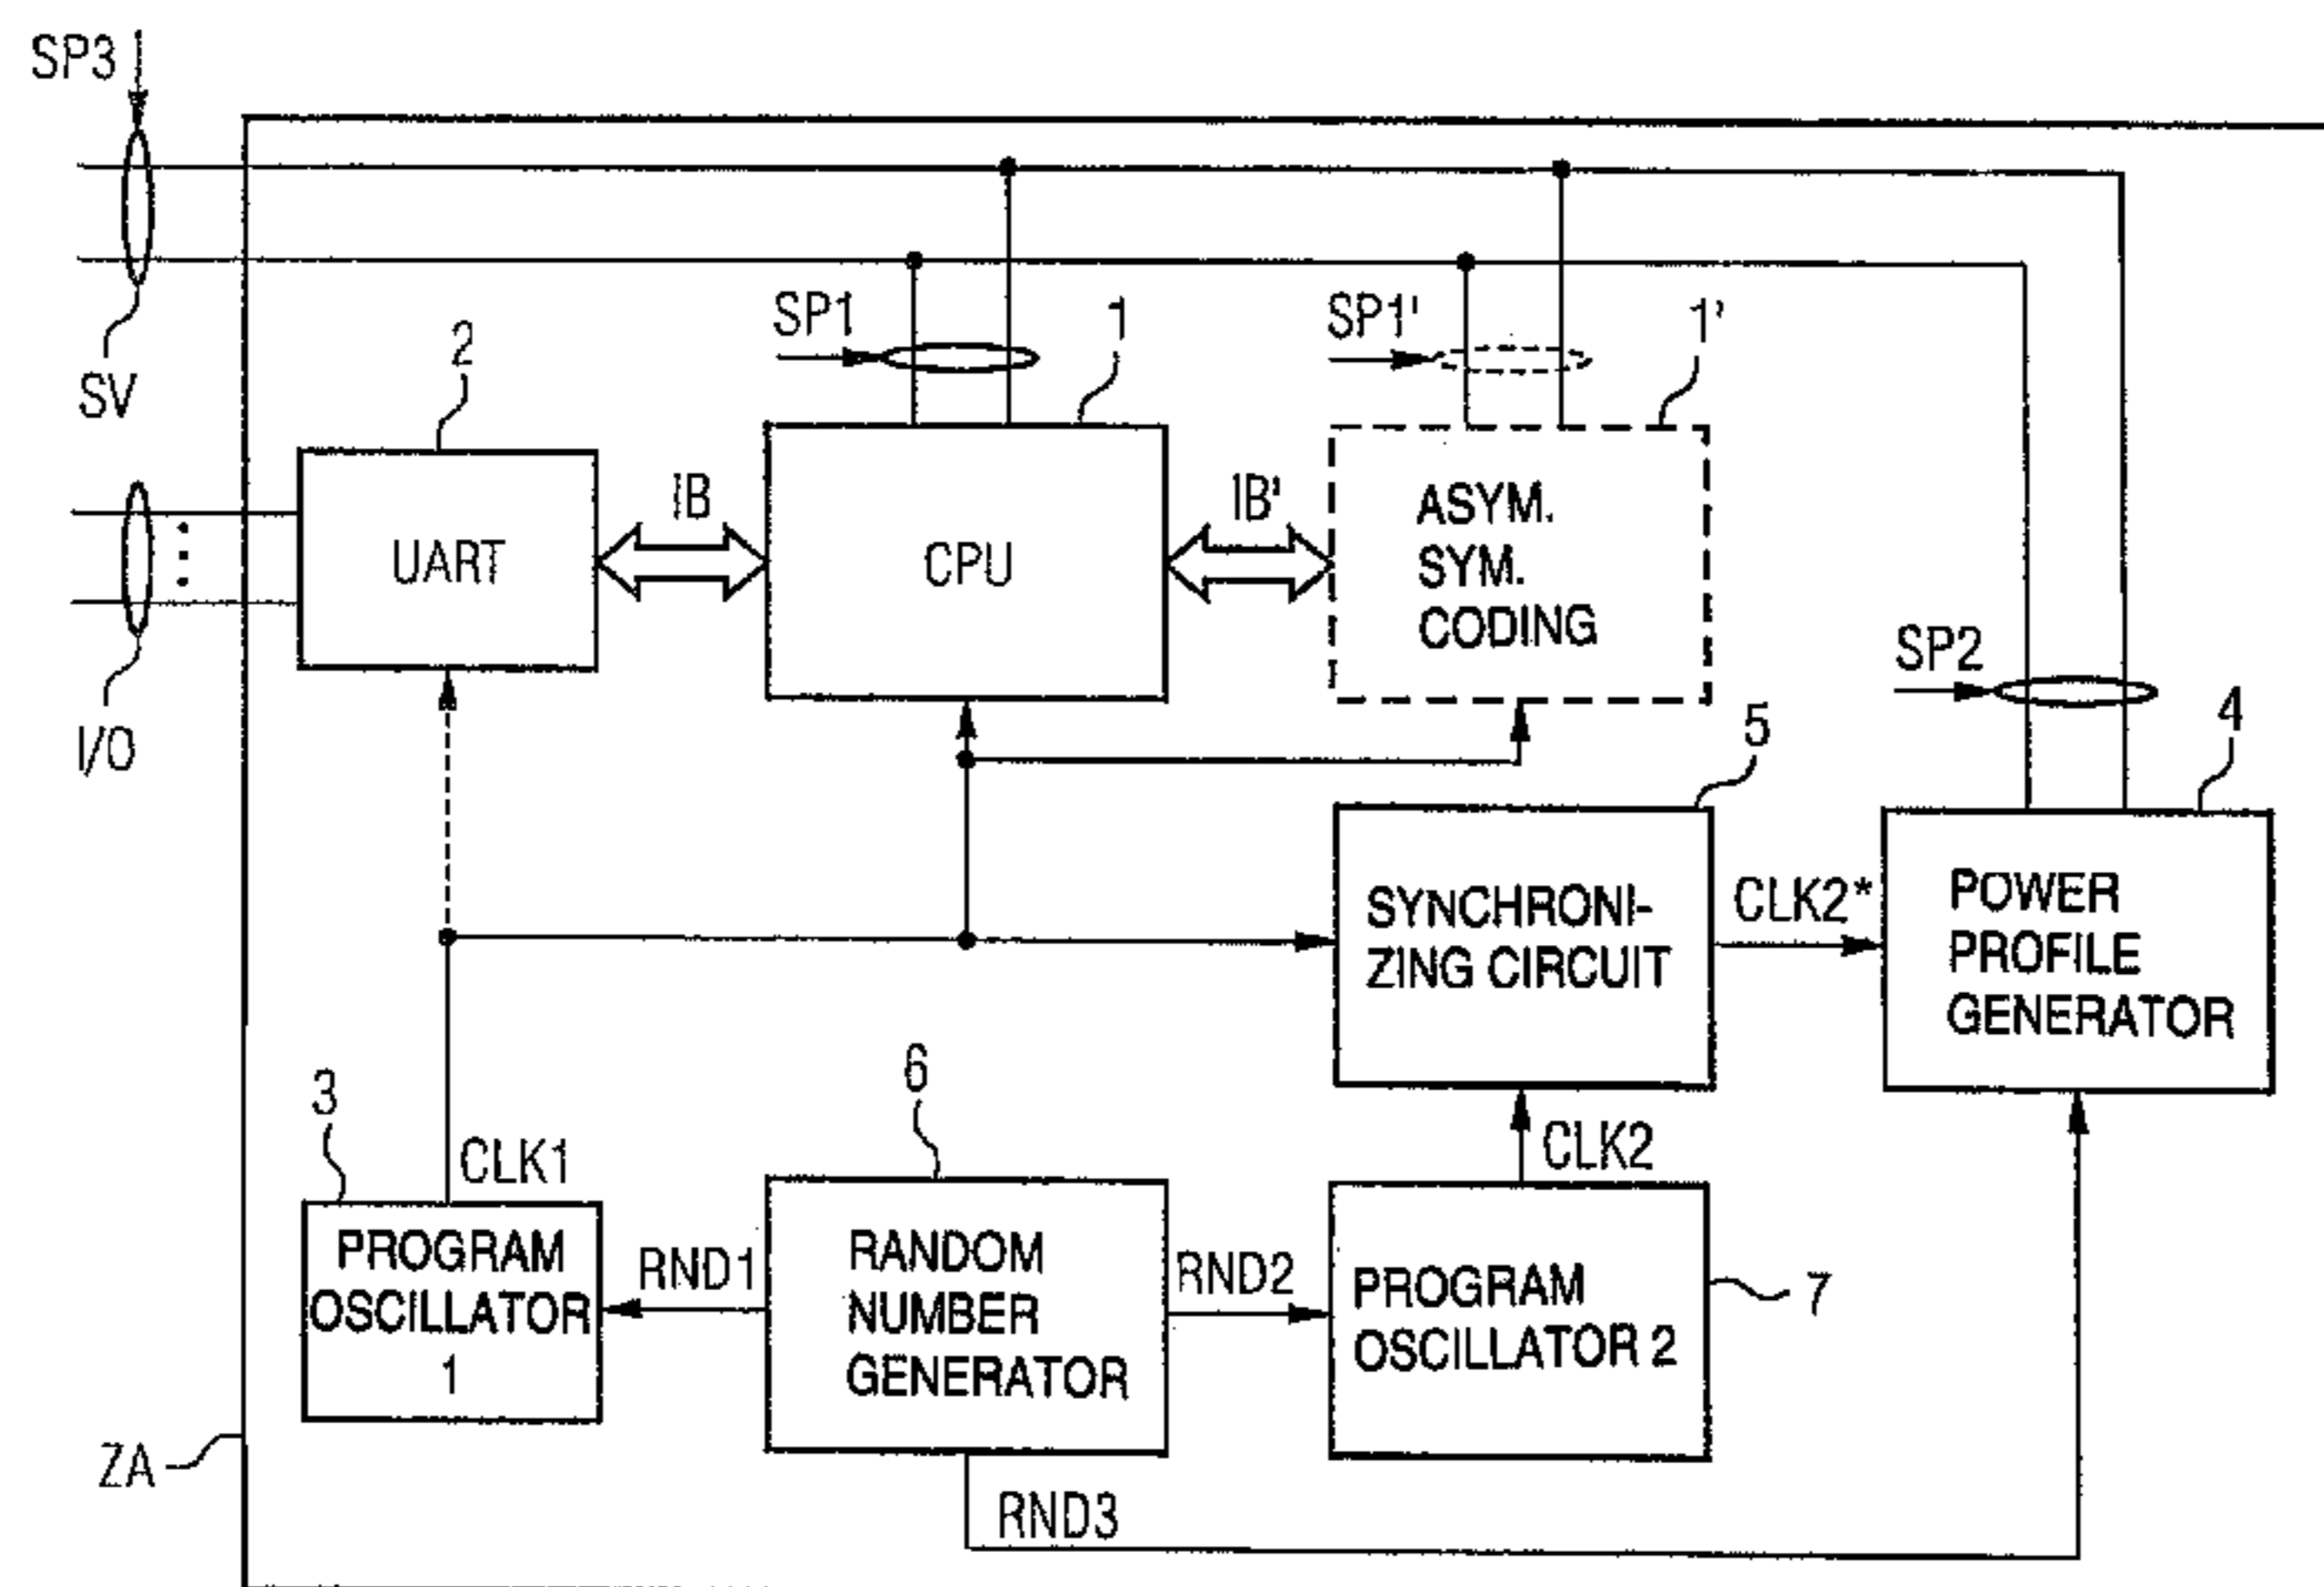 SP3
SP1
1
SP1'
1'
2
SV
IB
IB'
UART
CPU
ASYM.
SYM.
CODING
SP2
I/O
5
4
SYNCHRONI-
ZING CIRCUIT
CLK2*
POWER
PROFILE
GENERATOR
3
6
CLK1
CLK2
PROGRAM
OSCILLATOR
1
RND1
RANDOM
NUMBER
GENERATOR
RND2
PROGRAM
OSCILLATOR 2
7
ZA
RND3